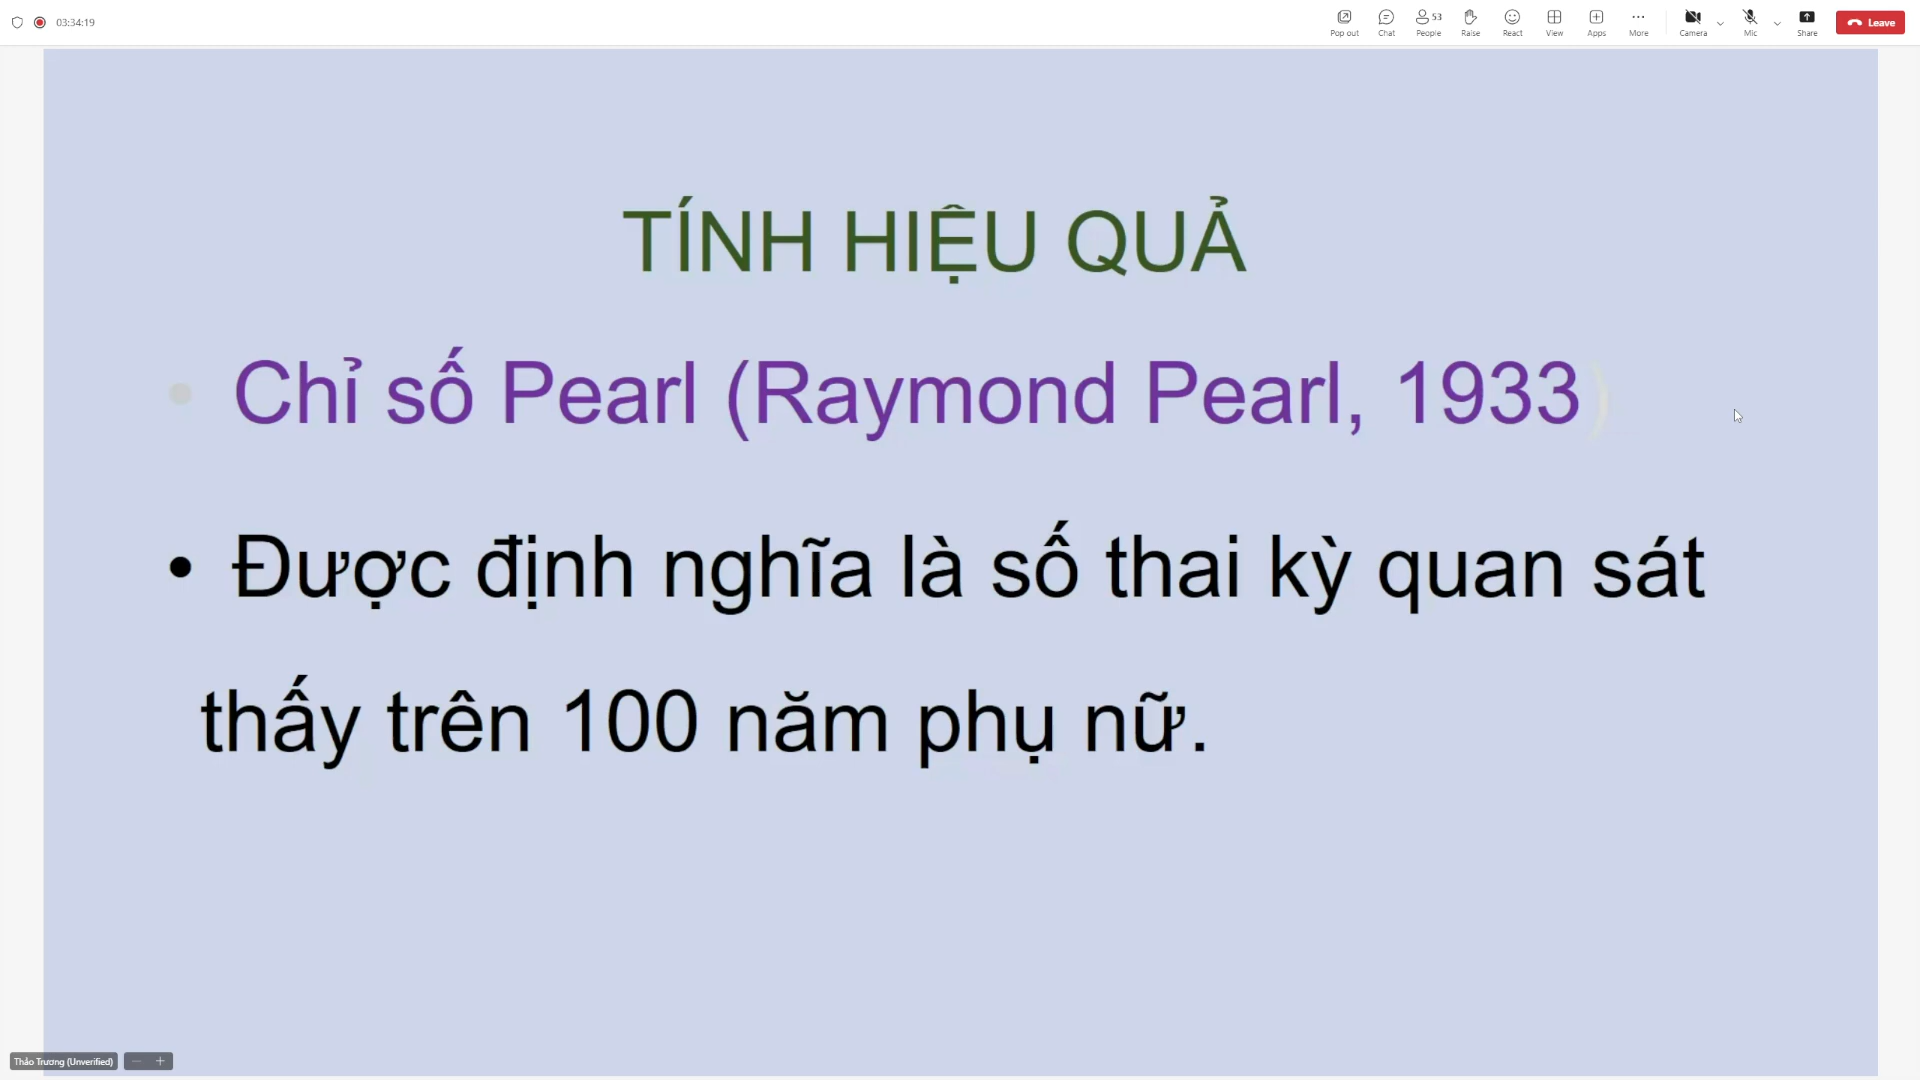 03:34:19
Pop out
Chat
53
People
Raise
React
View
Apps
More
Camera
Mic
Share
Leave
TÍNH HIỆU QUẢ
• Chỉ số Pearl (Raymond Pearl, 1933)
• Được định nghĩa là số thai kỳ quan sát
thấy trên 100 năm phụ nữ.
Thảo Trương (Unverified)